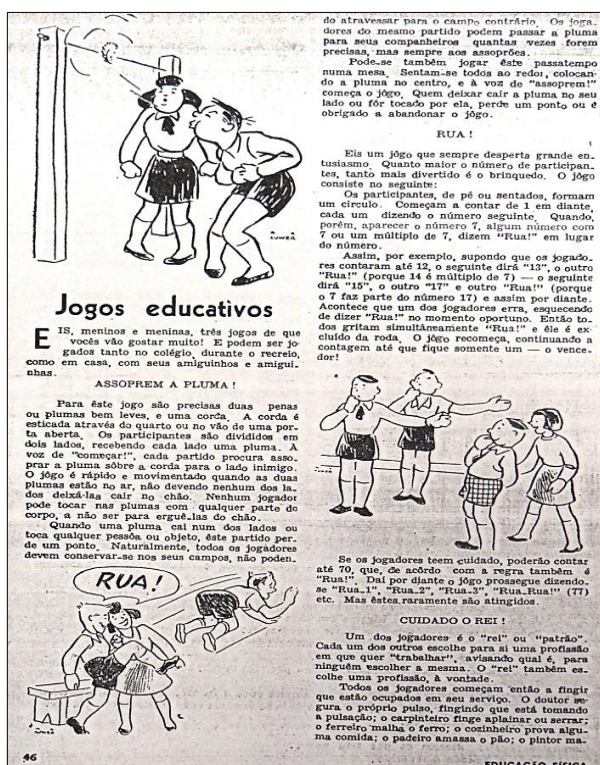 Jogos educativos
EIS, meninos e meninas, três jogos de que
vocês vão gostar muito! E podem ser jo-
gados tanto no colégio, durante o recreio,
como em casa, com seus amiguinhos e amigui-
nhas.
ASSOPREM A PLUMA !
Para êste jogo são precisas duas penas
ou plumas bem leves, e uma corda. A corda é
esticada através do quarto ou no vão de uma por-
ta aberta. Os participantes são divididos em
dois lados, recebendo cada lado uma pluma. A
voz de "começar!", cada partido procura asso-
prar a pluma sôbre a corda para o lado inimigo.
O jôgo é rápido e movimentado quando as duas
plumas estão no ar, não devendo nenhum dos la-
dos deixá-las cair no chão. Nenhum jogador
pode tocar nas plumas com qualquer parte do
corpo, a não ser para erguê-las do chão.
Quando uma pluma cai num dos lados ou
toca qualquer pessôa ou objeto, êste partido per-
de um ponto. Naturalmente, todos os jogadores
devem conservar-se nos seus campos, não poden-
RUA!
46
do atravessar para o campo contrário. Os joga-
dores do mesmo partido podem passar a pluma
para seus companheiros quantas vezes forem
precisas, mas sempre aos assoprões.
Pode-se também jogar êste passatempo
numa mesa. Sentam-se todos ao redor, colocan-
do a pluma no centro, e à voz de "assoprem!"
começa o jôgo. Quem deixar cair a pluma no seu
lado ou fôr tocado por ela, perde um ponto ou é
obrigado a abandonar o jôgo.
RUA !
Eis um jôgo que sempre desperta grande en-
tusiasmo. Quanto maior o número de participan-
tes, tanto mais divertido é o brinquedo. O jôgo
consiste no seguinte:
Os participantes, de pé ou sentados, formam
um circulo. Começam a contar de 1 em diante,
cada um dizendo o número seguinte. Quando,
porém, aparecer o número 7, algum número com
7 ou um múltiplo de 7, dizem "Rua!" em lugar
do número.
Assim, por exemplo, supondo que os jogado-
res contaram até 12, o seguinte dirá "13", o outro
"Rua!" (porque 14 é múltiplo de 7) — o seguinte
dirá "15", o outro "17" e outro "Rua!" (porque
o 7 faz parte do número 17) e assim por diante.
Acontece que um dos jogadores erra, esquecendo
de dizer "Rua!" no momento oportuno. Então to-
dos gritam simultâneamente "Rua!" e êle é ex-
cluído da roda. O jôgo recomeça, continuando a
contagem até que fique somente um — o vence-
dor!
Se os jogadores teem cuidado, poderão contar
até 70, que, de acôrdo com a regra também é
"Rua!". Daí por diante o jôgo prossegue dizendo-
se "Rua_1", "Rua_2", "Rua-3", "Rua_Rua!" (77)
etc. Mas êstes raramente são atingidos.
CUIDADO O REI !
Um dos jogadores é o "rei" ou "patrão".
Cada um dos outros escolhe para si uma profissão
em que quer "trabalhar", avisando qual é, para
ninguém escolher a mesma. O "rei" também es-
colhe uma profissão, à vontade.
Todos os jogadores começam então a fingir
que estão ocupados em seu serviço. O doutor se-
gura o próprio pulso, fingindo que está tomando
a pulsação; o carpinteiro finge aplainar ou serrar;
o ferreiro malha o ferro; o cozinheiro prova algu-
ma comida; o padeiro amassa o pão; o pintor ma-
EDUCAÇÃO FÍSICA